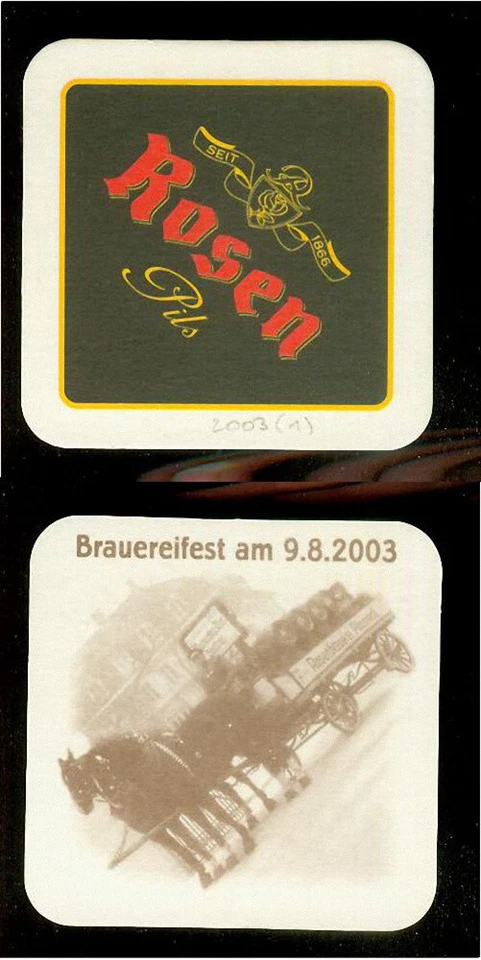 SEIT
1866
Rosen
Pils
2003 (1)
Brauereifest am 9.8.2003